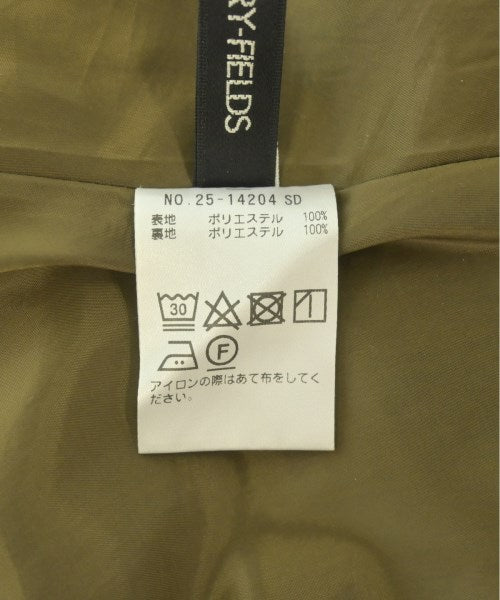 RY-FIELDS
NO. 25-14204 SD
表地 ポリエステル 100%
裏地 ポリエステル 100%
30
F
アイロンの際はあて布をしてく
ださい。